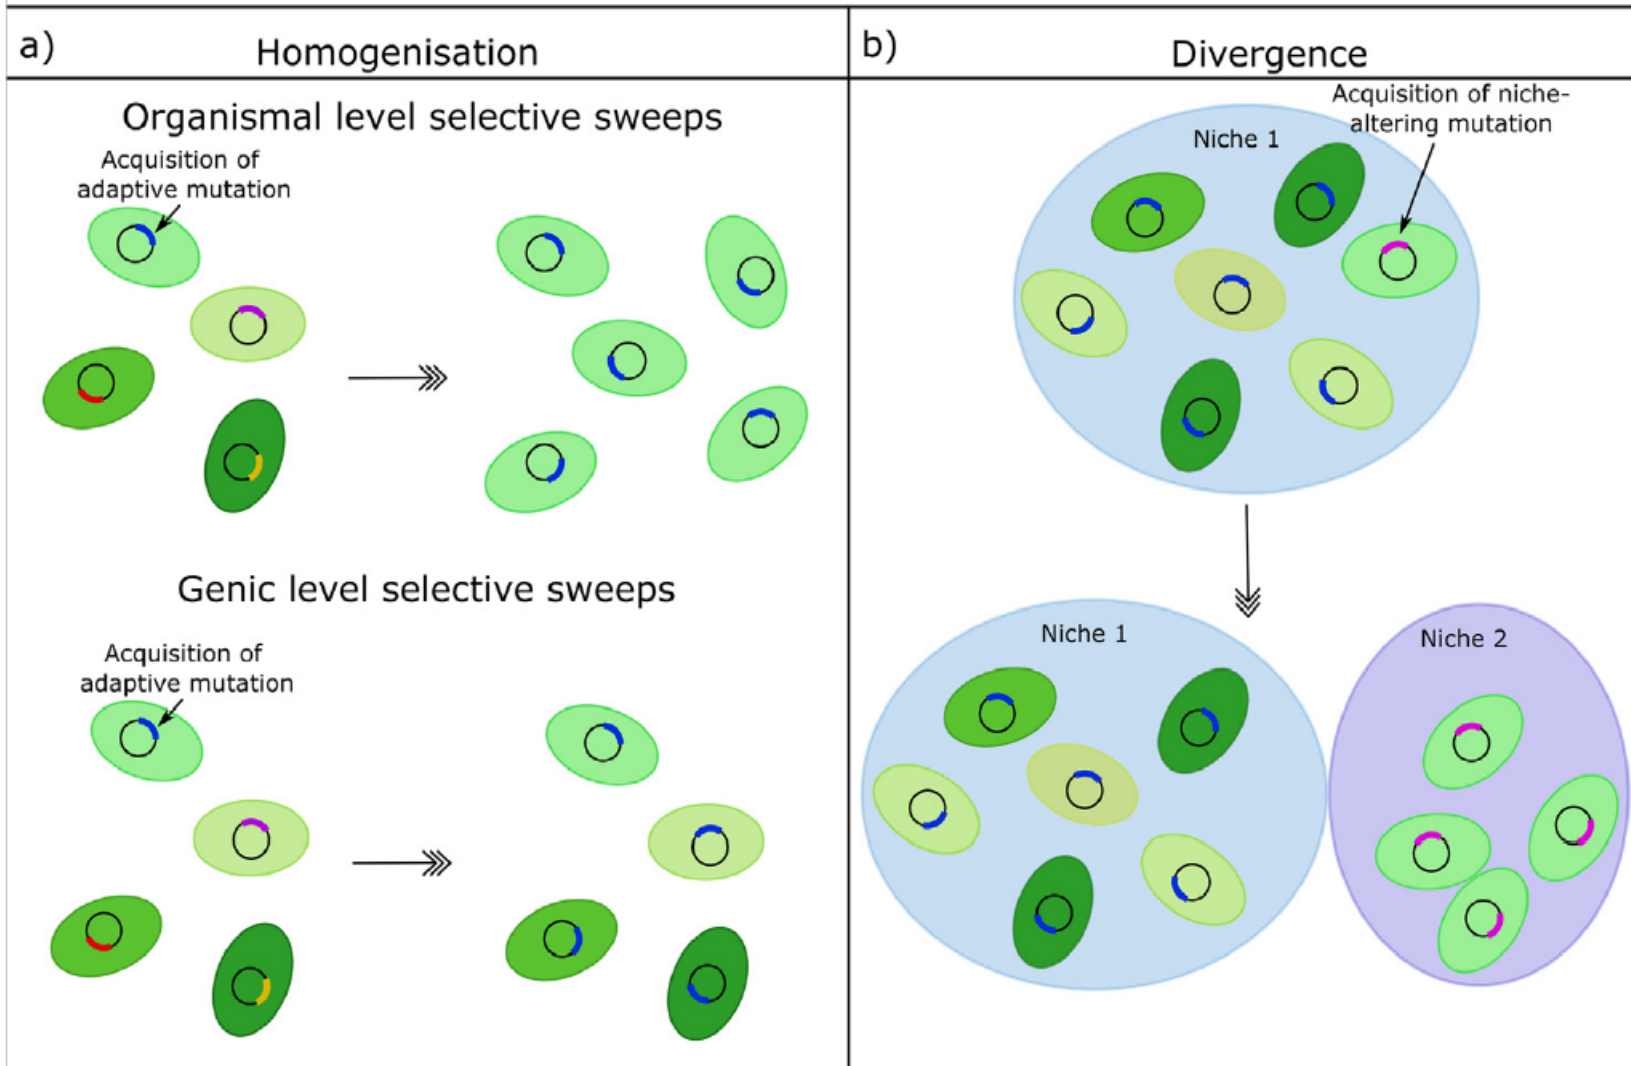 a)
Homogenisation
Organismal level selective sweeps
Acquisition of
adaptive mutation
Genic level selective sweeps
Acquisition of
adaptive mutation
b)
Divergence
Acquisition of niche-
altering mutation
Niche 1
Niche 1
Niche 2